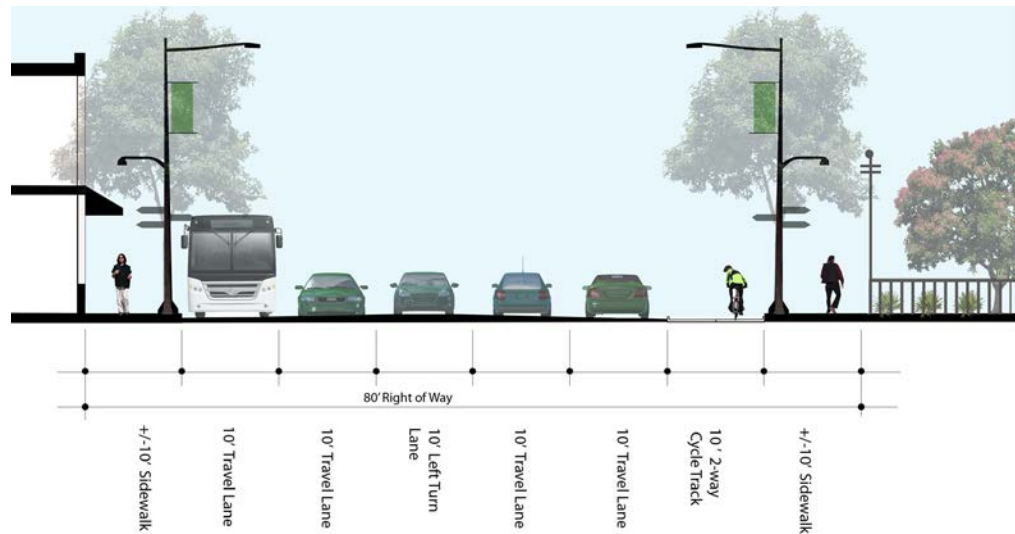 80' Right of Way
+/-10' Sidewalk
10' Travel Lane
10' Travel Lane
10' Left Turn
Lane
10' Travel Lane
10' Travel Lane
10' 2-way
Cycle Track
+/-10' Sidewalk